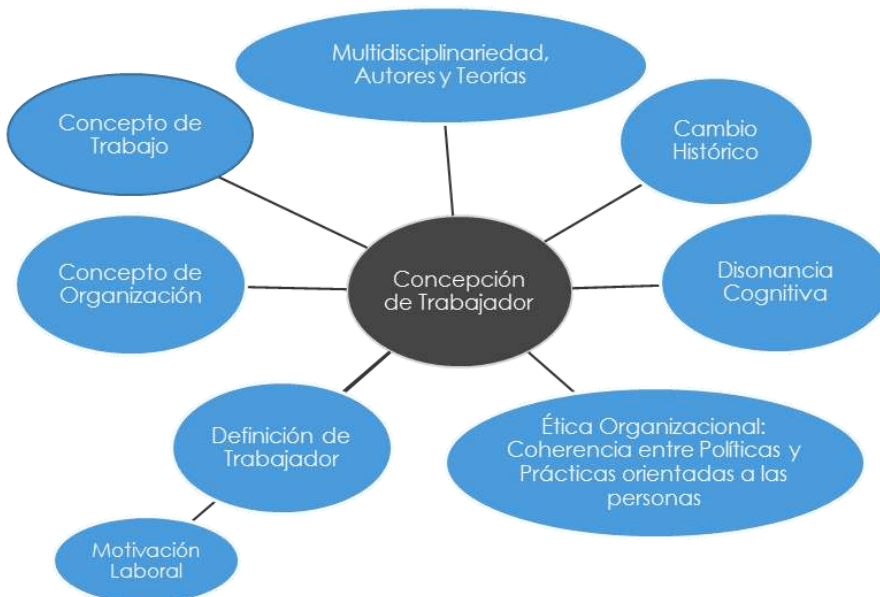 Multidisciplinariedad,
Autores y Teorías
Concepto de
Trabajo
Cambio
Histórico
Concepto de
Organización
Concepción
de Trabajador
Disonancia
Cognitiva
Definición de
Trabajador
Ética Organizacional:
Coherencia entre Políticas y
Prácticas orientadas a las
personas
Motivación
Laboral